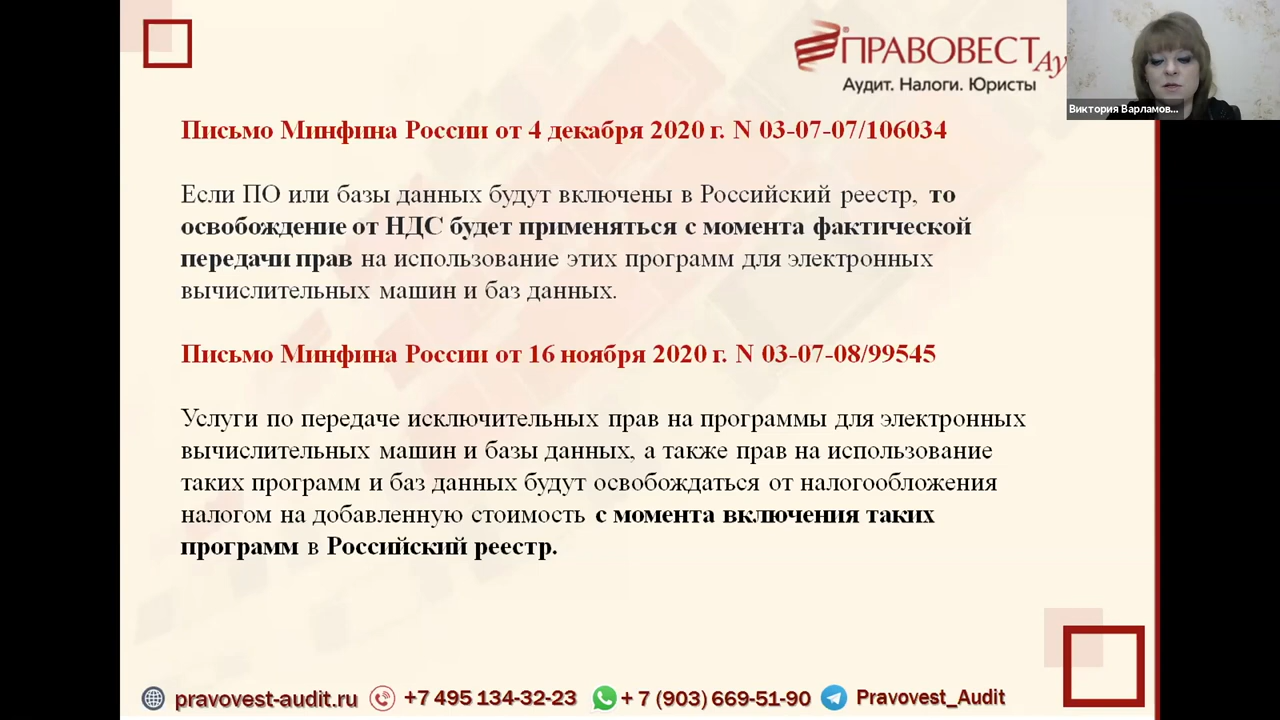 ПРАВОВЕСТ Ау
Аудит. Налоги. Юристы
Виктория Варламов...
Письмо Минфина России от 4 декабря 2020 г. N 03-07-07/106034
Если ПО или базы данных будут включены в Российский реестр, то
освобождение от НДС будет применяться с момента фактической
передачи прав на использование этих программ для электронных
вычислительных машин и баз данных.
Письмо Минфина России от 16 ноября 2020 г. N 03-07-08/99545
Услуги по передаче исключительных прав на программы для электронных
вычислительных машин и базы данных, а также прав на использование
таких программ и баз данных будут освобождаться от налогообложения
налогом на добавленную стоимость с момента включения таких
программ в Российский реестр.
pravovest-audit.ru +7 495 134-32-23 + 7 (903) 669-51-90 Pravovest_Audit